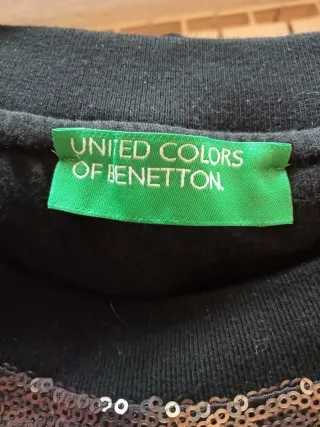 UNITED COLORS
OF BENETTON.